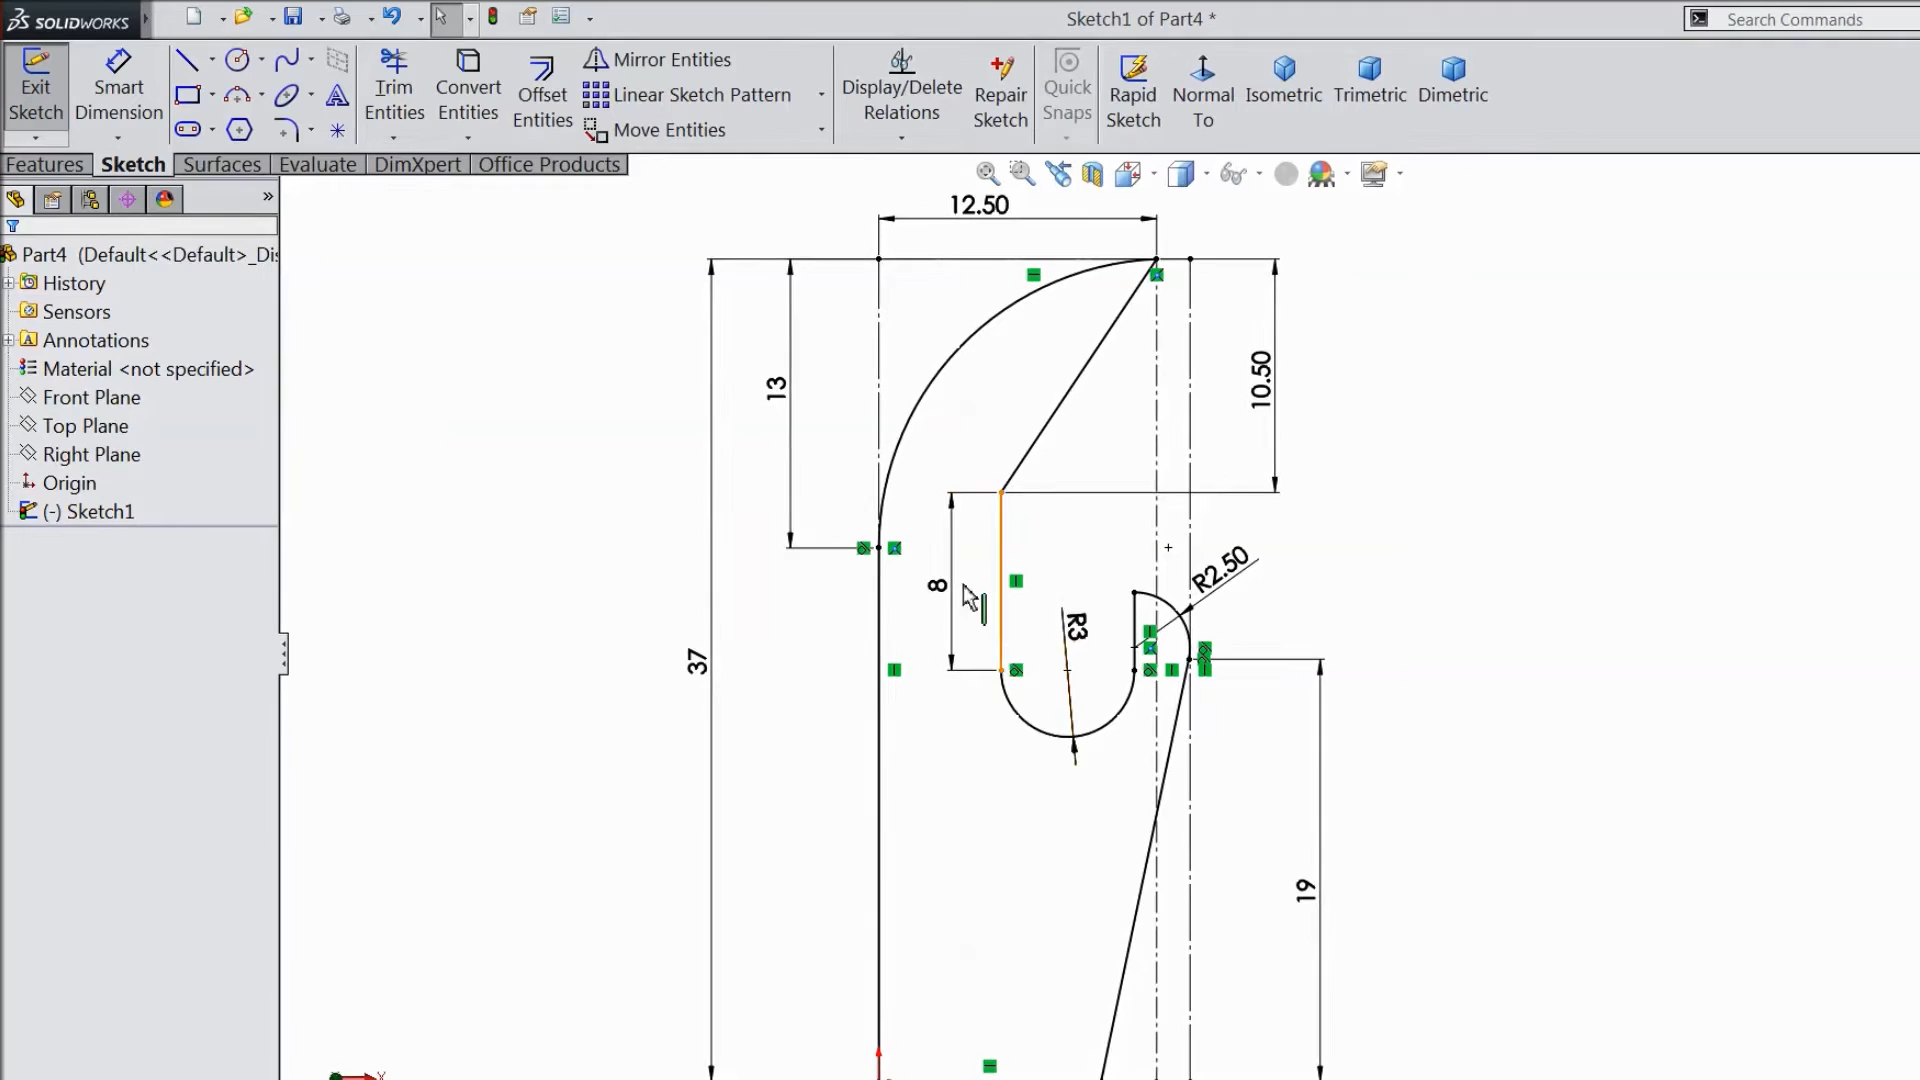 SOLIDWORKS
Sketch1 of Part4 *
Search Commands
Exit Sketch
Smart Dimension
Trim Entities
Convert Entities
Offset Entities
Mirror Entities
Linear Sketch Pattern
Move Entities
Display/Delete Relations
Repair Sketch
Quick Snaps
Rapid Sketch
Normal To
Isometric
Trimetric
Dimetric
Features
Sketch
Surfaces
Evaluate
DimXpert
Office Products
Part4 (Default<<Default>_Dis
History
Sensors
Annotations
Material <not specified>
Front Plane
Top Plane
Right Plane
Origin
(-) Sketch1
12.50
13
10.50
8
R2.50
R3
37
19
X